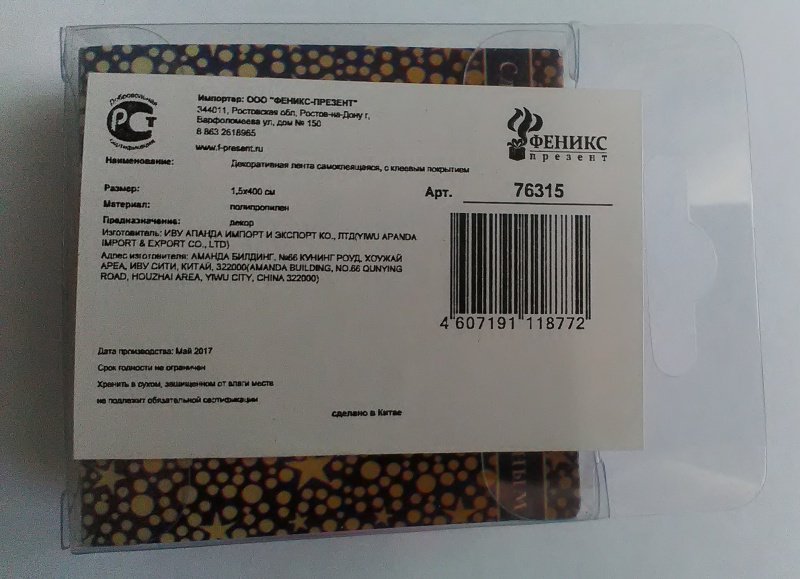 Добровольная
РСТ
сертификация
Импортер: ООО "ФЕНИКС-ПРЕЗЕНТ"
344011, Ростовская обл, Ростов-на-Дону г,
Варфоломеева ул, дом № 150
8 863 2618965
www.f-present.ru
ФЕНИКС
презент
Наименование: Декоративная лента самоклеящаяся, с клеевым покрытием
Размер: 1,5х400 см
Арт. 76315
Материал: полипропилен
Предназначение: декор
Изготовитель: ИВУ АПАНДА ИМПОРТ И ЭКСПОРТ КО., ЛТД(YIWU APANDA
IMPORT & EXPORT CO., LTD)
Адрес изготовителя: АМАНДА БИЛДИНГ, №66 КУНИНГ РОУД, ХОУЖАЙ
АРЕА, ИВУ СИТИ, КИТАЙ, 322000(AMANDA BUILDING, NO.66 QUNYING
ROAD, HOUZHAI AREA, YIWU CITY, CHINA 322000)
4 607191 118772
Дата производства: Май 2017
Срок годности не ограничен
Хранить в сухом, защищенном от влаги месте
не подлежит обязательной сертификации
сделано в Китае